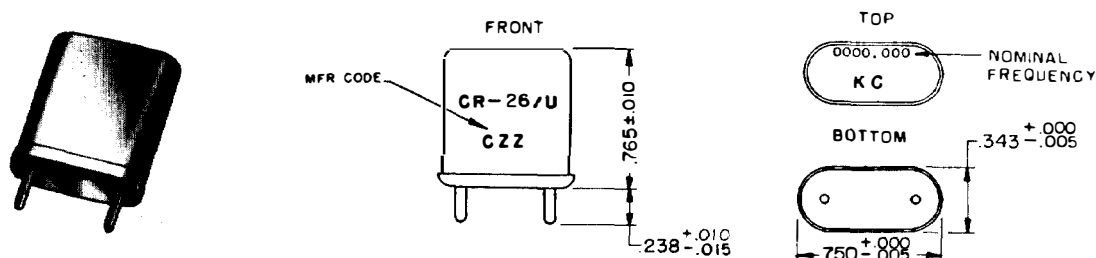 FRONT
MFR CODE
CR-26/U
CZZ
.765±.010
.238 +.010 -.015
TOP
0000.000
KC
NOMINAL
FREQUENCY
BOTTOM
.343 +.000 -.005
.750 +.000 -.005